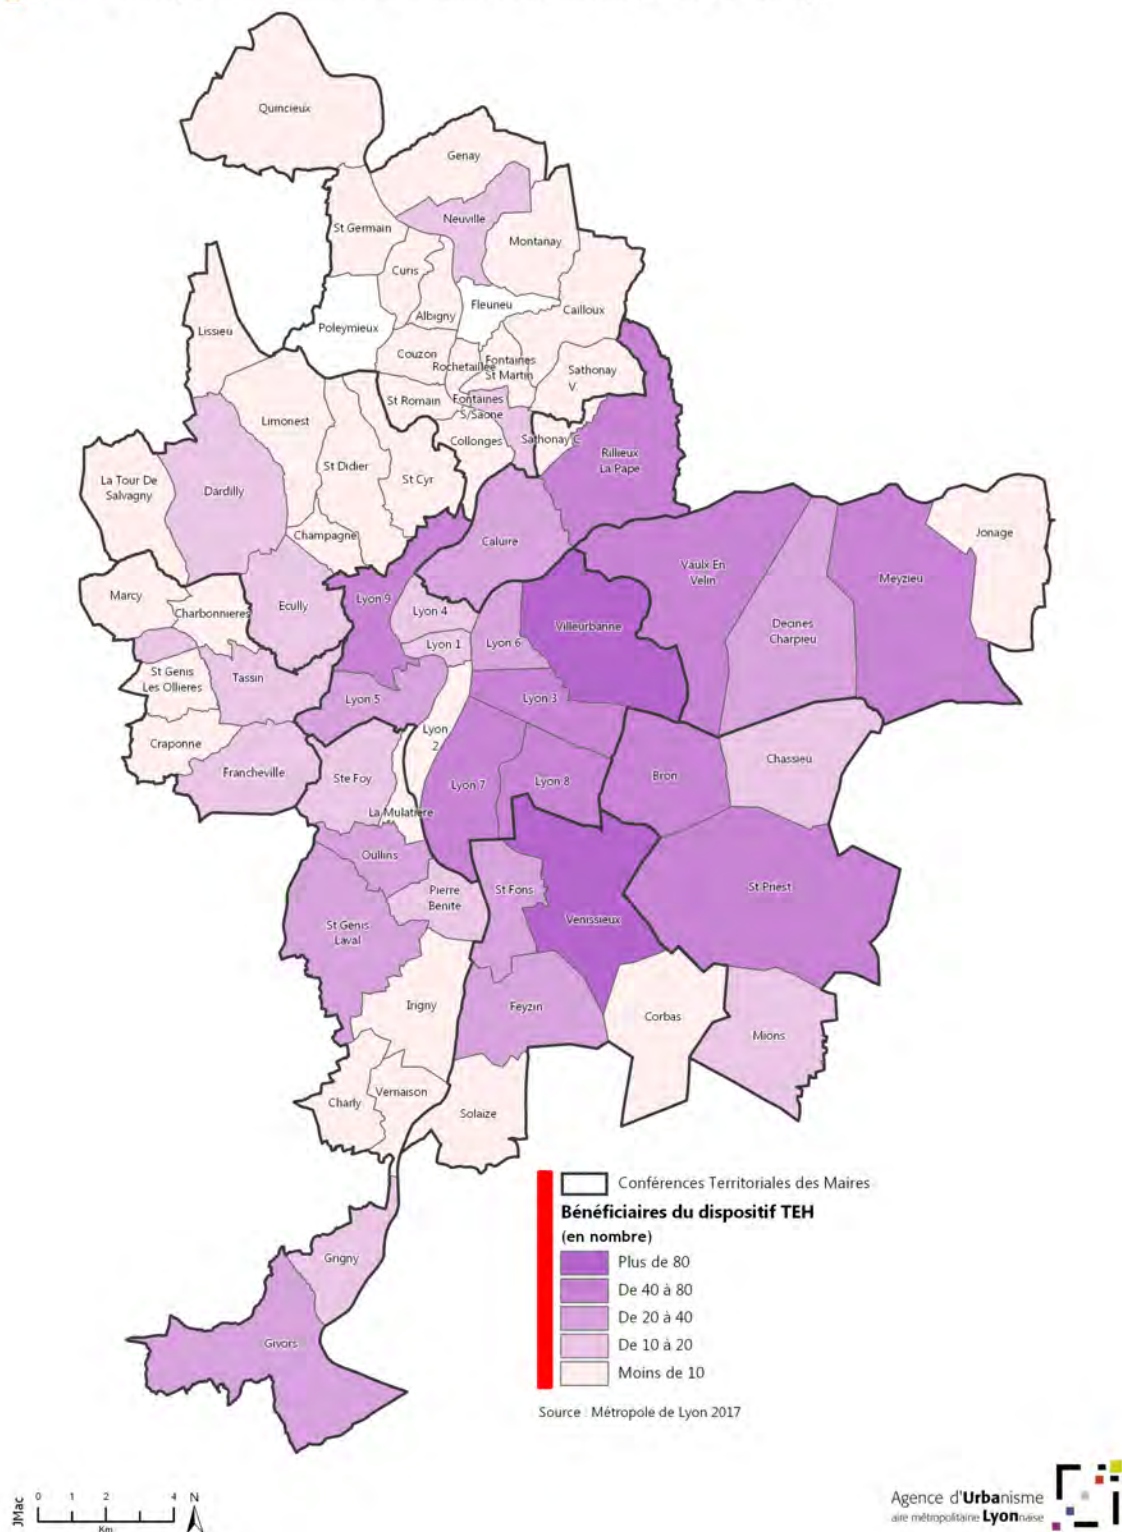 Quincieux
Genay
Neuville
St Germain
Montanay
Curis
Fleurieu
Cailloux
Albigny
Lissieu
Poleymieux
Couzon
Rochetaillée
Fontaines
St Martin
Sathonay
V.
St Romain
Fontaines
S/Saône
Limonest
Collonges
Sathonay C
Rillieux
La Pape
St Didier
St Cyr
La Tour De
Salvagny
Dardilly
Champagne
Caluire
Jonage
Vaulx En
Velin
Meyzieu
Marcy
Charbonnieres
Ecully
Lyon 9
Lyon 4
Villeurbanne
Decines
Charpieu
Lyon 1
Lyon 6
St Genis
Les Ollieres
Tassin
Lyon 5
Lyon 3
Craponne
Lyon
2
Francheville
Ste Foy
Lyon 7
Lyon 8
Bron
Chassieu
La Mulatiere
Oullins
Pierre
Benite
St Fons
St Priest
St Genis
Laval
Venissieux
Irigny
Feyzin
Corbas
Mions
Charly
Vernaison
Solaize
Grigny
Givors
Conférences Territoriales des Maires
Bénéficiaires du dispositif TEH
(en nombre)
Plus de 80
De 40 à 80
De 20 à 40
De 10 à 20
Moins de 10
Source : Métropole de Lyon 2017
JMac
0 1 2 4
Km
N
Agence d'Urbanisme
aire métropolitaine Lyonnaise